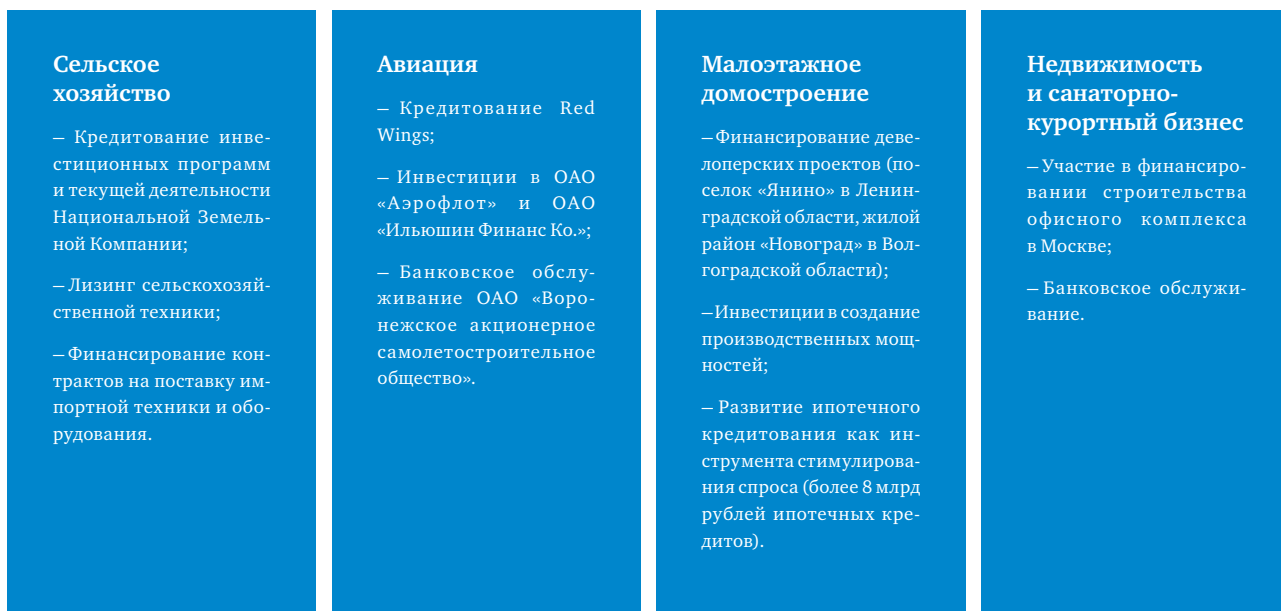 Сельское
хозяйство
— Кредитование инве-
стиционных программ
и текущей деятельности
Национальной Земель-
ной Компании;
— Лизинг сельскохозяй-
ственной техники;
— Финансирование кон-
трактов на поставку им-
портной техники и обо-
рудования.
Авиация
— Кредитование Red
Wings;
— Инвестиции в ОАО
«Аэрофлот» и ОАО
«Ильюшин Финанс Ко.»;
— Банковское обслу-
живание ОАО «Воро-
нежское акционерное
самолетостроительное
общество».
Малоэтажное
домостроение
— Финансирование деве-
лоперских проектов (по-
селок «Янино» в Ленин-
градской области, жилой
район «Новоград» в Вол-
гоградской области);
— Инвестиции в создание
производственных мощ-
ностей;
— Развитие ипотечного
кредитования как ин-
струмента стимулирова-
ния спроса (более 8 млрд
рублей ипотечных кре-
дитов).
Недвижимость
и санаторно-
курортный бизнес
— Участие в финансиро-
вании строительства
офисного комплекса
в Москве;
— Банковское обслужи-
вание.